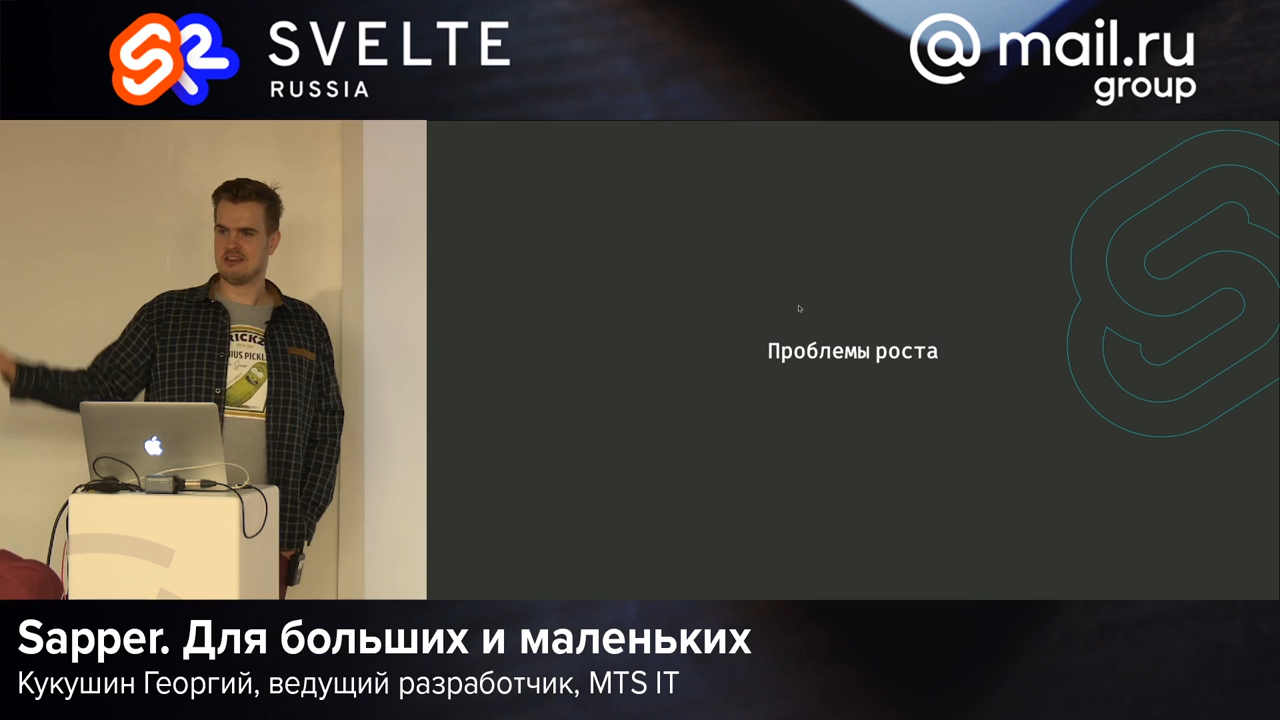 SVELTE
RUSSIA
@mail.ru
group
Проблемы роста
Sapper. Для больших и маленьких
Кукушин Георгий, ведущий разработчик, MTS IT